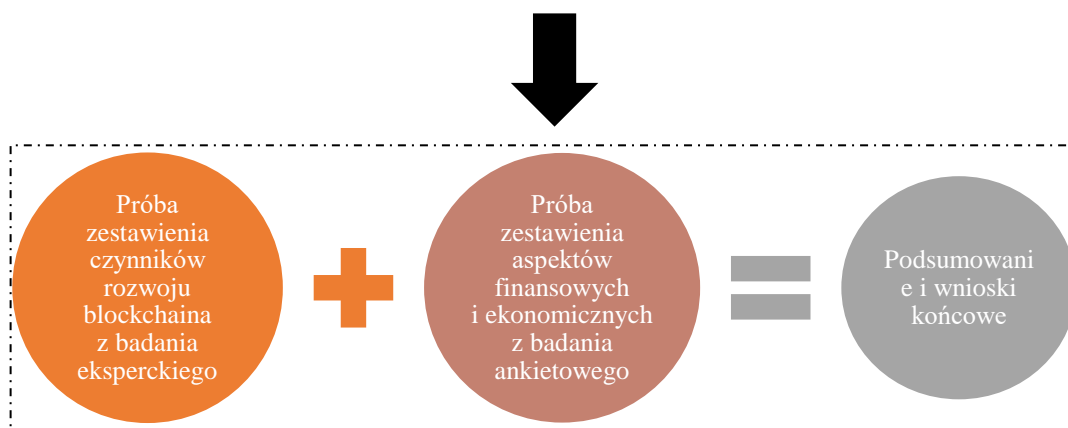 Próba
zestawienia
czynników
rozwoju
blockchaina
z badania
eksperckiego
Próba
zestawienia
aspektów
finansowych
i ekonomicznych
z badania
ankietowego
Podsumowani
e i wnioski
końcowe